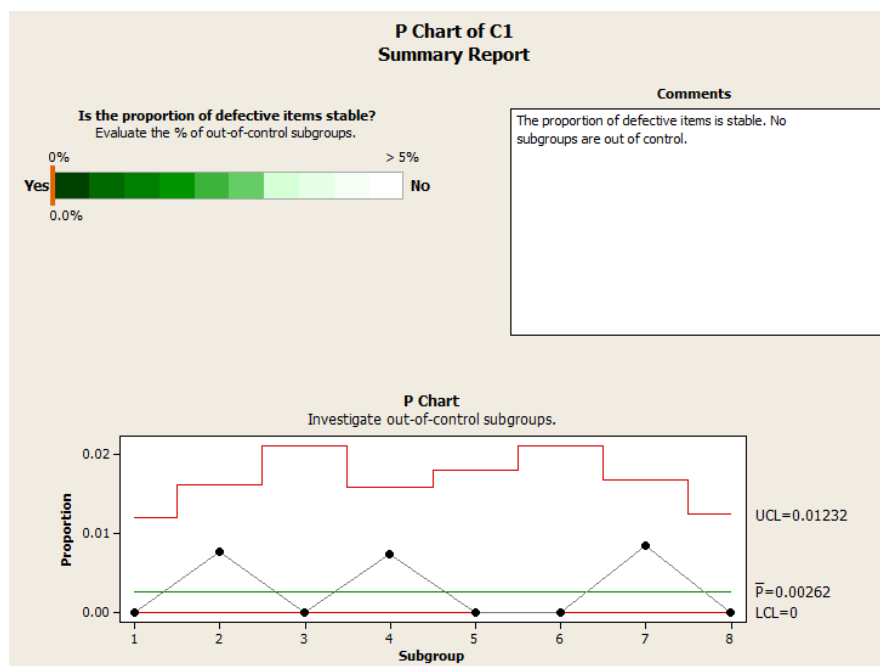 P Chart of C1
Summary Report
Is the proportion of defective items stable?
Evaluate the % of out-of-control subgroups.
0%
> 5%
Yes
No
0.0%
Comments
The proportion of defective items is stable. No
subgroups are out of control.
P Chart
Investigate out-of-control subgroups.
0.02
0.01
0.00
Proportion
UCL=0.01232
P̅=0.00262
LCL=0
1 2 3 4 5 6 7 8
Subgroup